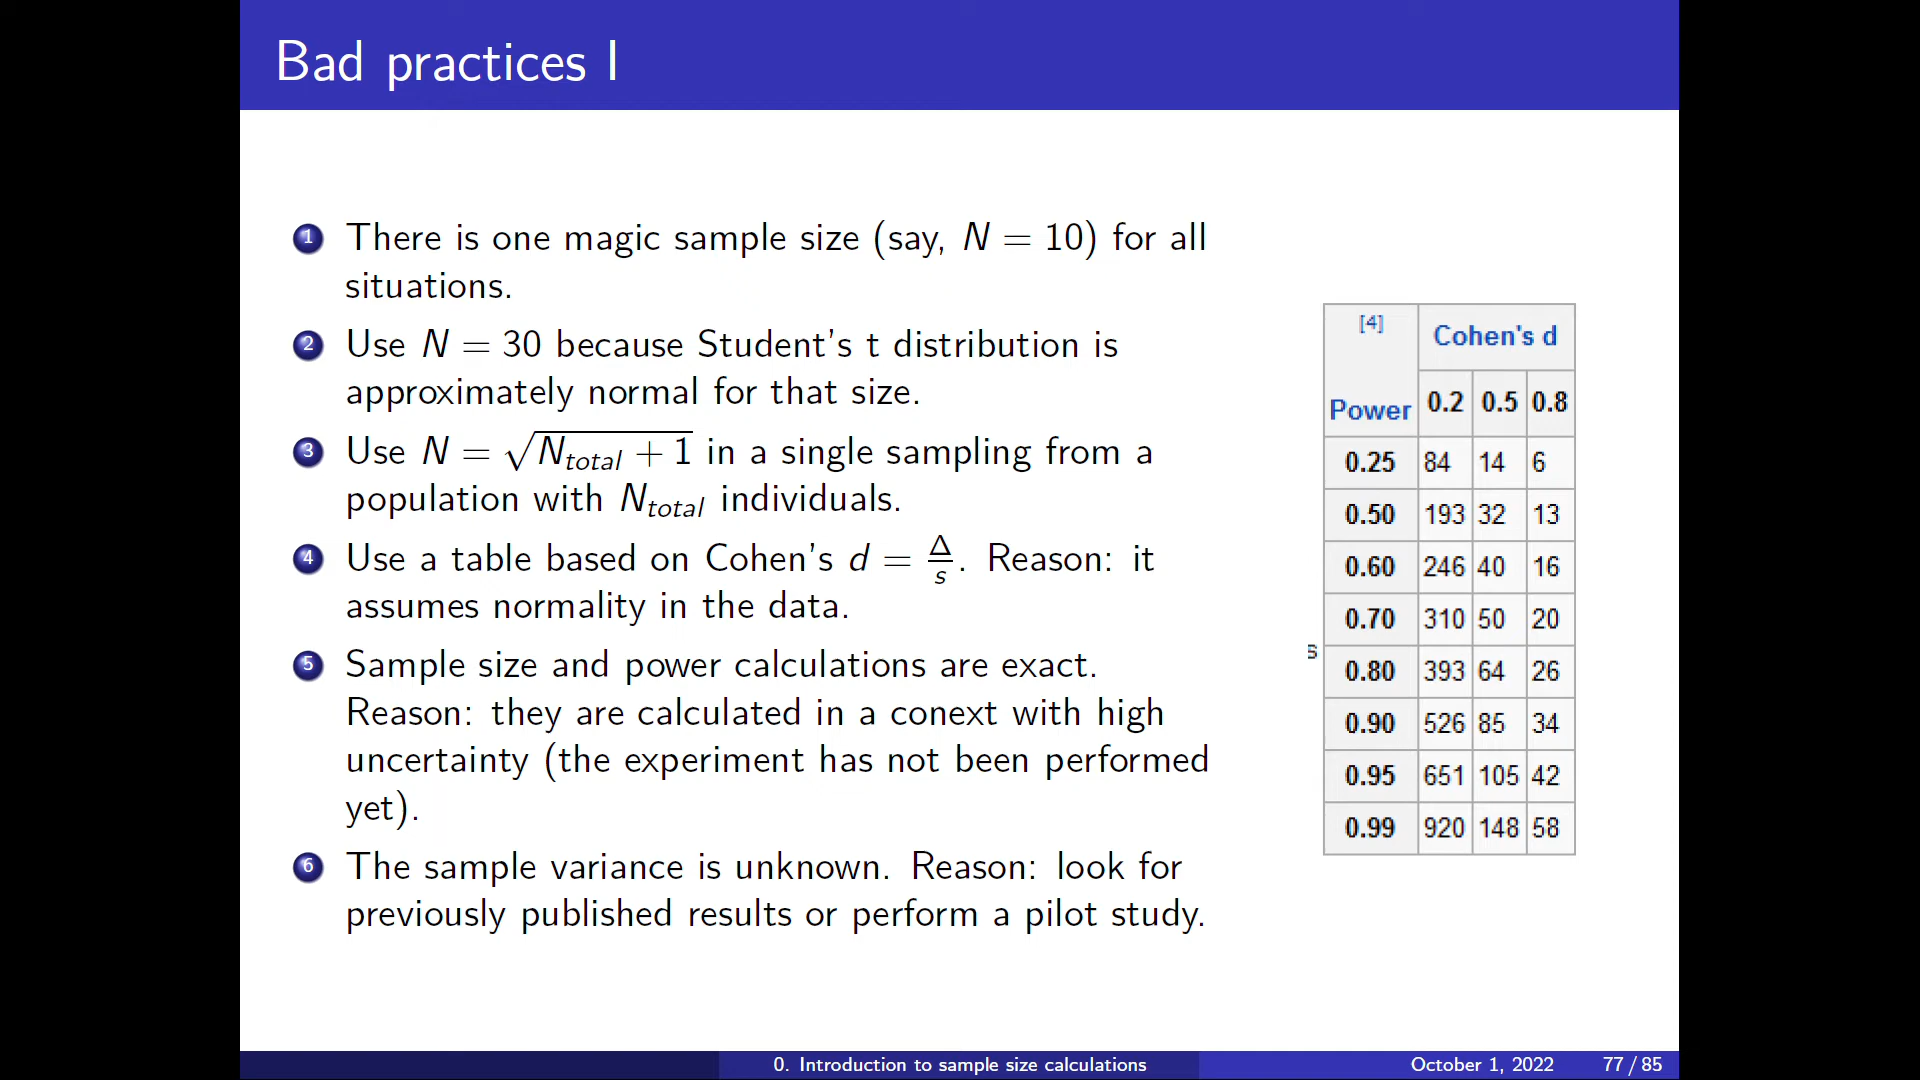 Bad practices I
1 There is one magic sample size (say, N = 10) for all
situations.
2 Use N = 30 because Student's t distribution is
approximately normal for that size.
3 Use N = √(N_total + 1) in a single sampling from a
population with N_total individuals.
4 Use a table based on Cohen's d = Δ/s. Reason: it
assumes normality in the data.
5 Sample size and power calculations are exact.
Reason: they are calculated in a conext with high
uncertainty (the experiment has not been performed
yet).
6 The sample variance is unknown. Reason: look for
previously published results or perform a pilot study.
[4] Cohen's d
Power 0.2 0.5 0.8
0.25 84 14 6
0.50 193 32 13
0.60 246 40 16
0.70 310 50 20
s
0.80 393 64 26
0.90 526 85 34
0.95 651 105 42
0.99 920 148 58
0. Introduction to sample size calculations October 1, 2022 77 / 85